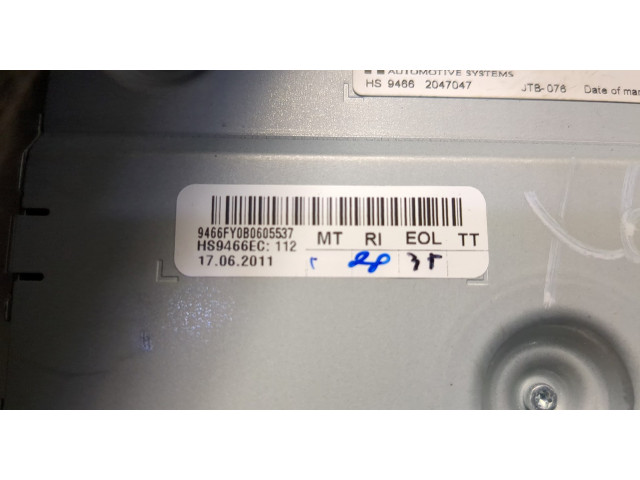 AUTOMOTIVE SYSTEMS
HS 9466 2047047 JTB-076 Date of man
9466FY0B0605537
HS9466EC: 112 MT RI EOL TT
17.06.2011